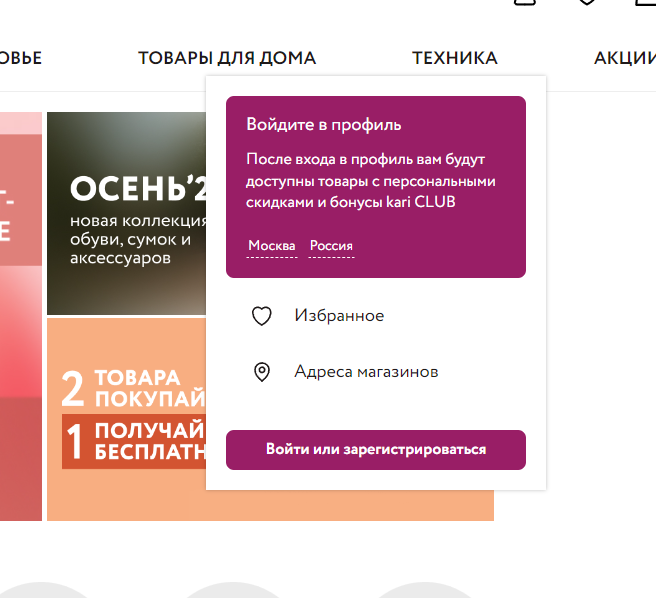 ТОВАРЫ ДЛЯ ДОМА
ТЕХНИКА
АКЦИИ
Войдите в профиль
После входа в профиль вам будут
доступны товары с персональными
скидками и бонусы kari CLUB
Москва Россия
Избранное
Адреса магазинов
Войти или зарегистрироваться
ОСЕНЬ'2
новая коллекция
обуви, сумок и
аксессуаров
2 ТОВАРА
ПОКУПАЙ
1 ПОЛУЧАЙ
БЕСПЛАТН